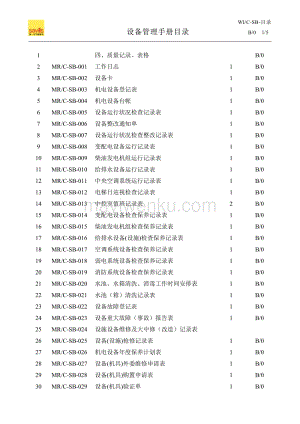 WI/C-SB-目录
设备管理手册目录 B/0 1/5
1 四、质量记录、表格 B/0
2 MR/C-SB-001 工作日志 1 B/0
3 MR/C-SB-002 设备卡 1 B/0
4 MR/C-SB-003 机电设备登记表 1 B/0
5 MR/C-SB-004 机电设备台帐 1 B/0
6 MR/C-SB-005 设备运行状况检查记录表 1 B/0
7 MR/C-SB-006 设备整改通知单 1 B/0
8 MR/C-SB-007 设备运行状况检查整改记录表 1 B/0
9 MR/C-SB-008 变配电设备运行记录表 1 B/0
10 MR/C-SB-009 柴油发电机组运行记录表 1 B/0
11 MR/C-SB-010 给排水设备运行记录表 1 B/0
12 MR/C-SB-011 中央空调系统运行记录表 1 B/0
13 MR/C-SB-012 电梯日巡视检查记录表 1 B/0
14 MR/C-SB-013 中控室值班记录表 2 B/0
15 MR/C-SB-014 变配电设备检查保养记录表 1 B/0
16 MR/C-SB-015 柴油发电机组检查保养记录表 1 B/0
17 MR/C-SB-016 给排水设备(设施)检查保养记录表 1 B/0
18 MR/C-SB-017 空调系统设备检查保养记录表 1 B/0
19 MR/C-SB-018 弱电系统设备检查保养记录表 1 B/0
20 MR/C-SB-019 消防系统设备检查保养记录表 1 B/0
21 MR/C-SB-020 水池、水箱清洗、消毒工作时间安排表 1 B/0
22 MR/C-SB-021 水池（箱）清洗记录表 1 B/0
23 MR/C-SB-022 设备故障登记表 1 B/0
24 MR/C-SB-023 设备重大故障（事故）报告表 1 B/0
25 MR/C-SB-024 设施设备维修及大中修（改造）记录表
26 MR/C-SB-025 设备(设施)检修记录表 1 B/0
27 MR/C-SB-026 机电设备年度保养计划表 1 B/0
28 MR/C-SB-027 设备(机具)外委维修申请表 1 B/0
29 MR/C-SB-028 设备(机具)购置申请表 1 B/0
30 MR/C-SB-029 设备(机具)验证单 1 B/0